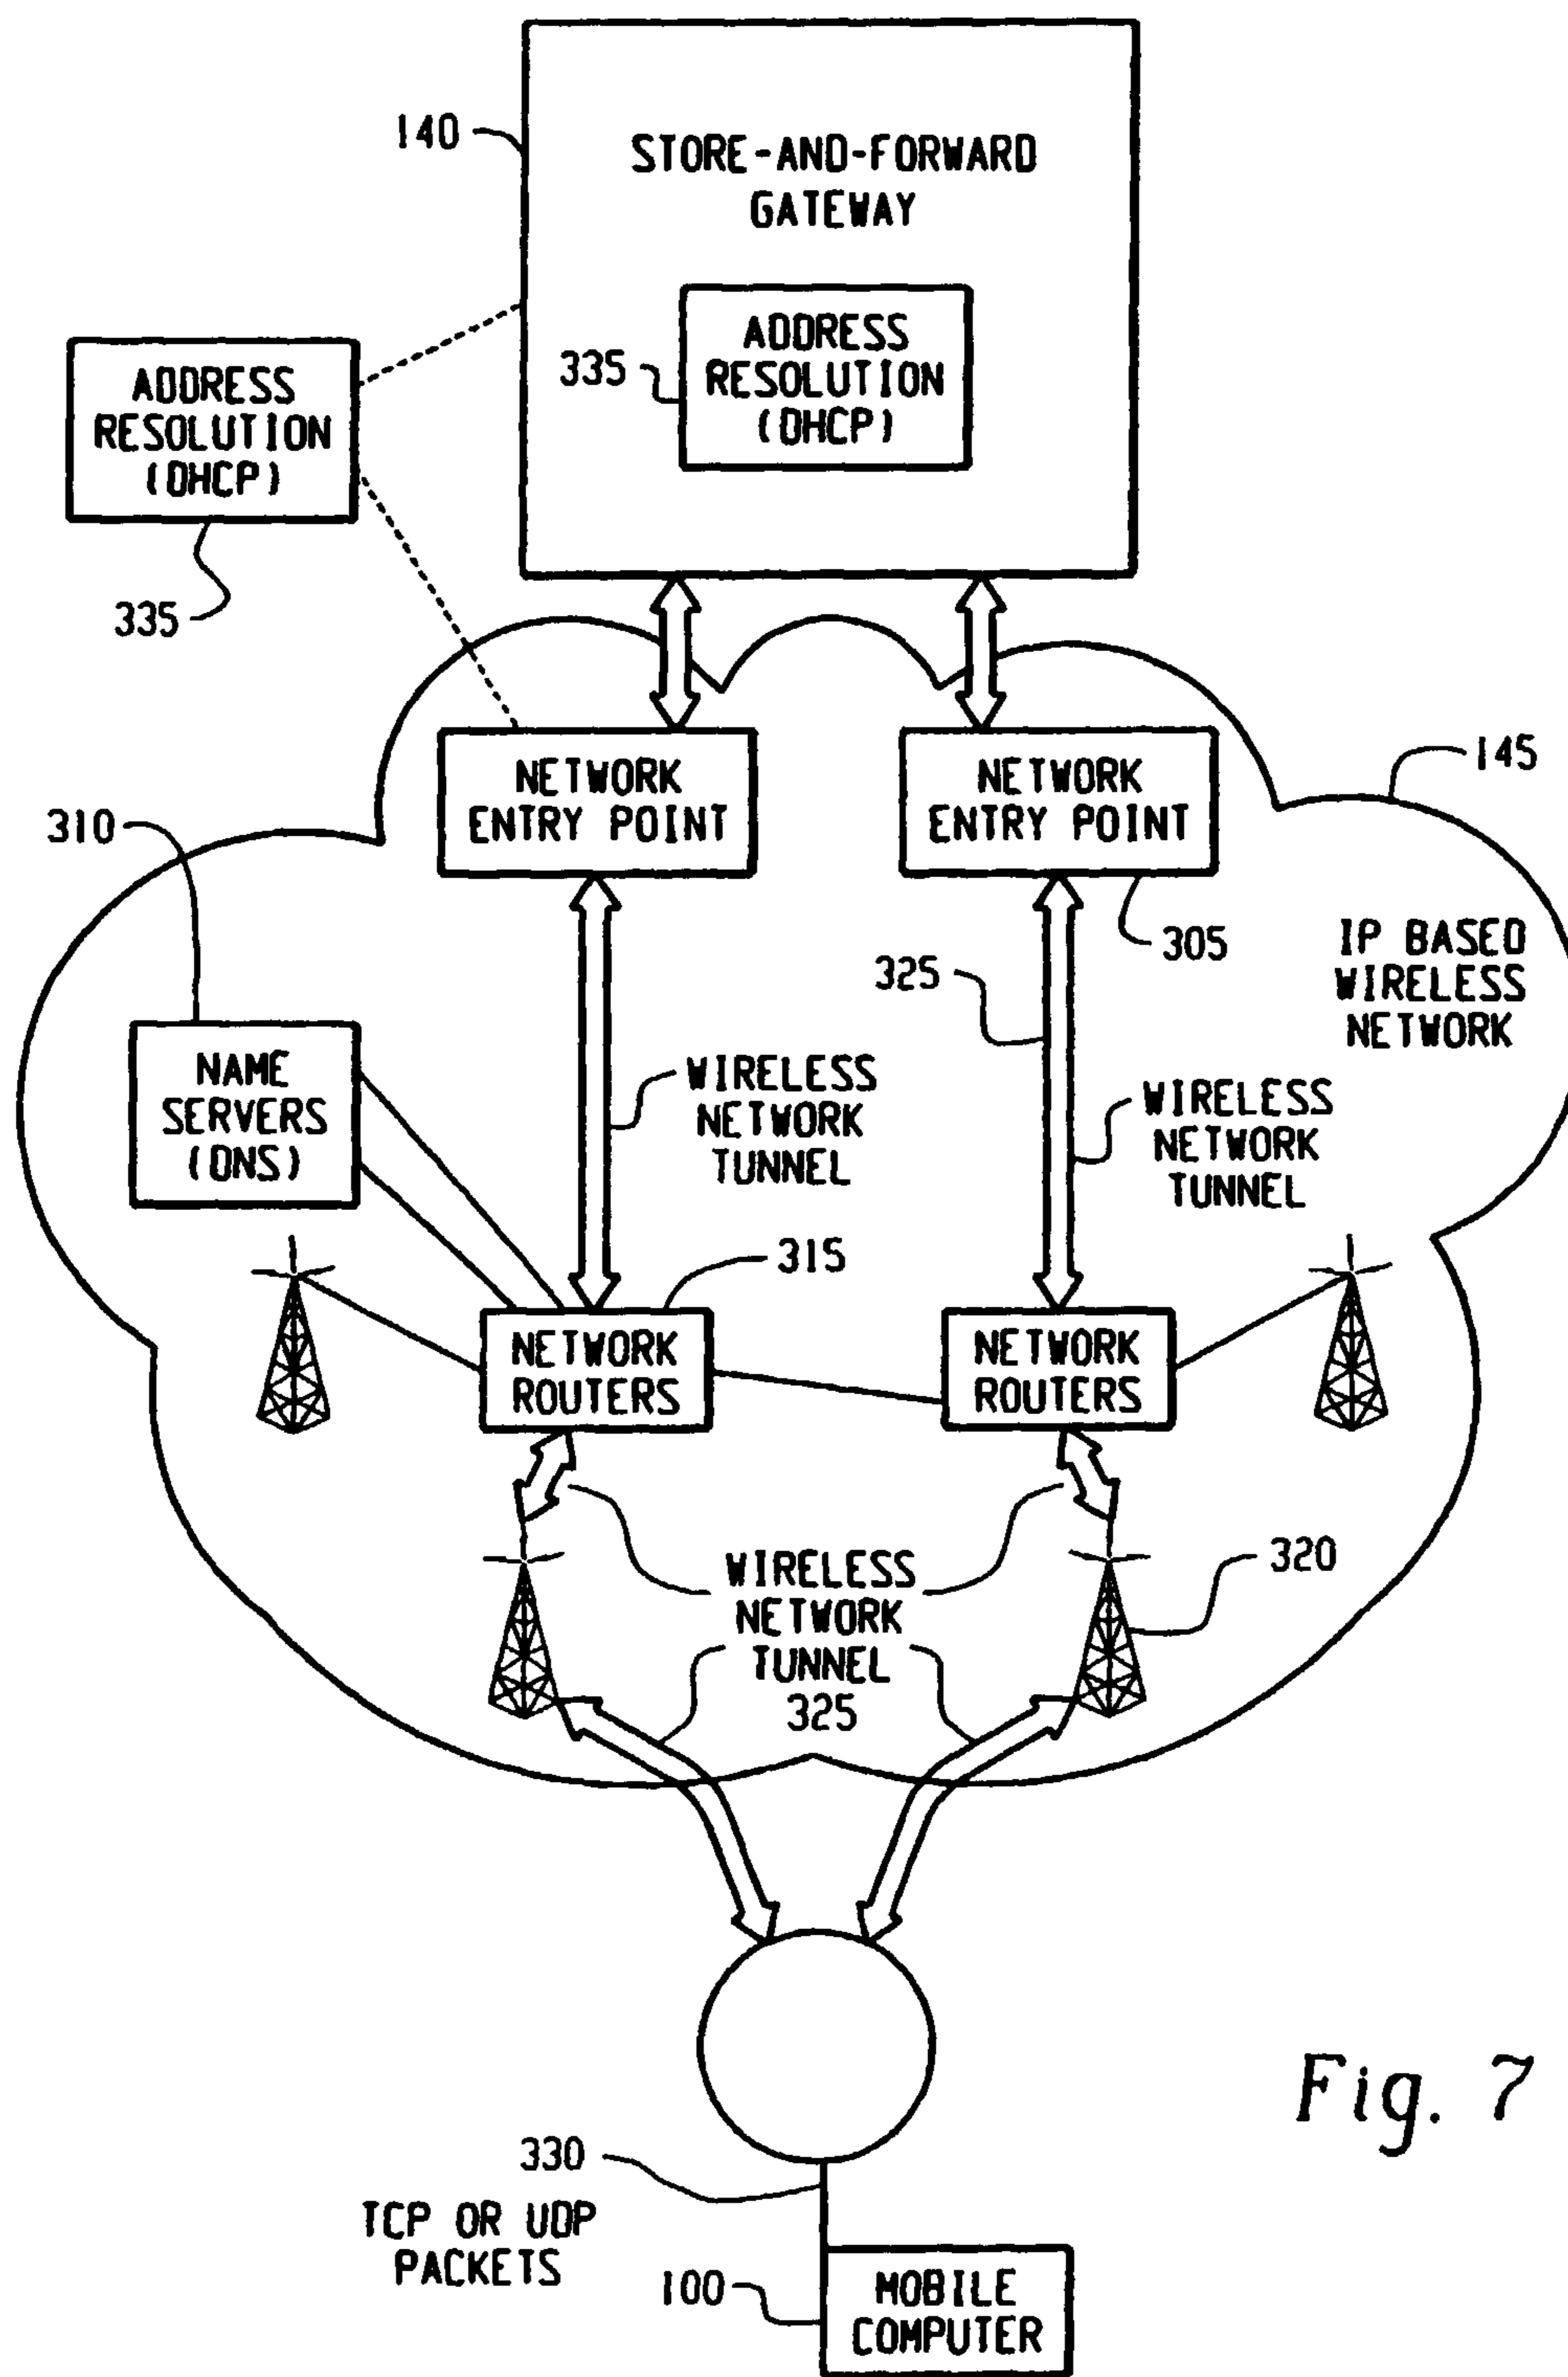 140
STORE-AND-FORWARD
GATEWAY
335
ADDRESS
RESOLUTION
(DHCP)
ADDRESS
RESOLUTION
(DHCP)
335
NETWORK
ENTRY POINT
NETWORK
ENTRY POINT
145
310
305
325
IP BASED
WIRELESS
NETWORK
NAME
SERVERS
(DNS)
WIRELESS
NETWORK
TUNNEL
WIRELESS
NETWORK
TUNNEL
315
NETWORK
ROUTERS
NETWORK
ROUTERS
WIRELESS
NETWORK
TUNNEL
325
320
Fig. 7
330
TCP OR UDP
PACKETS
100
MOBILE
COMPUTER